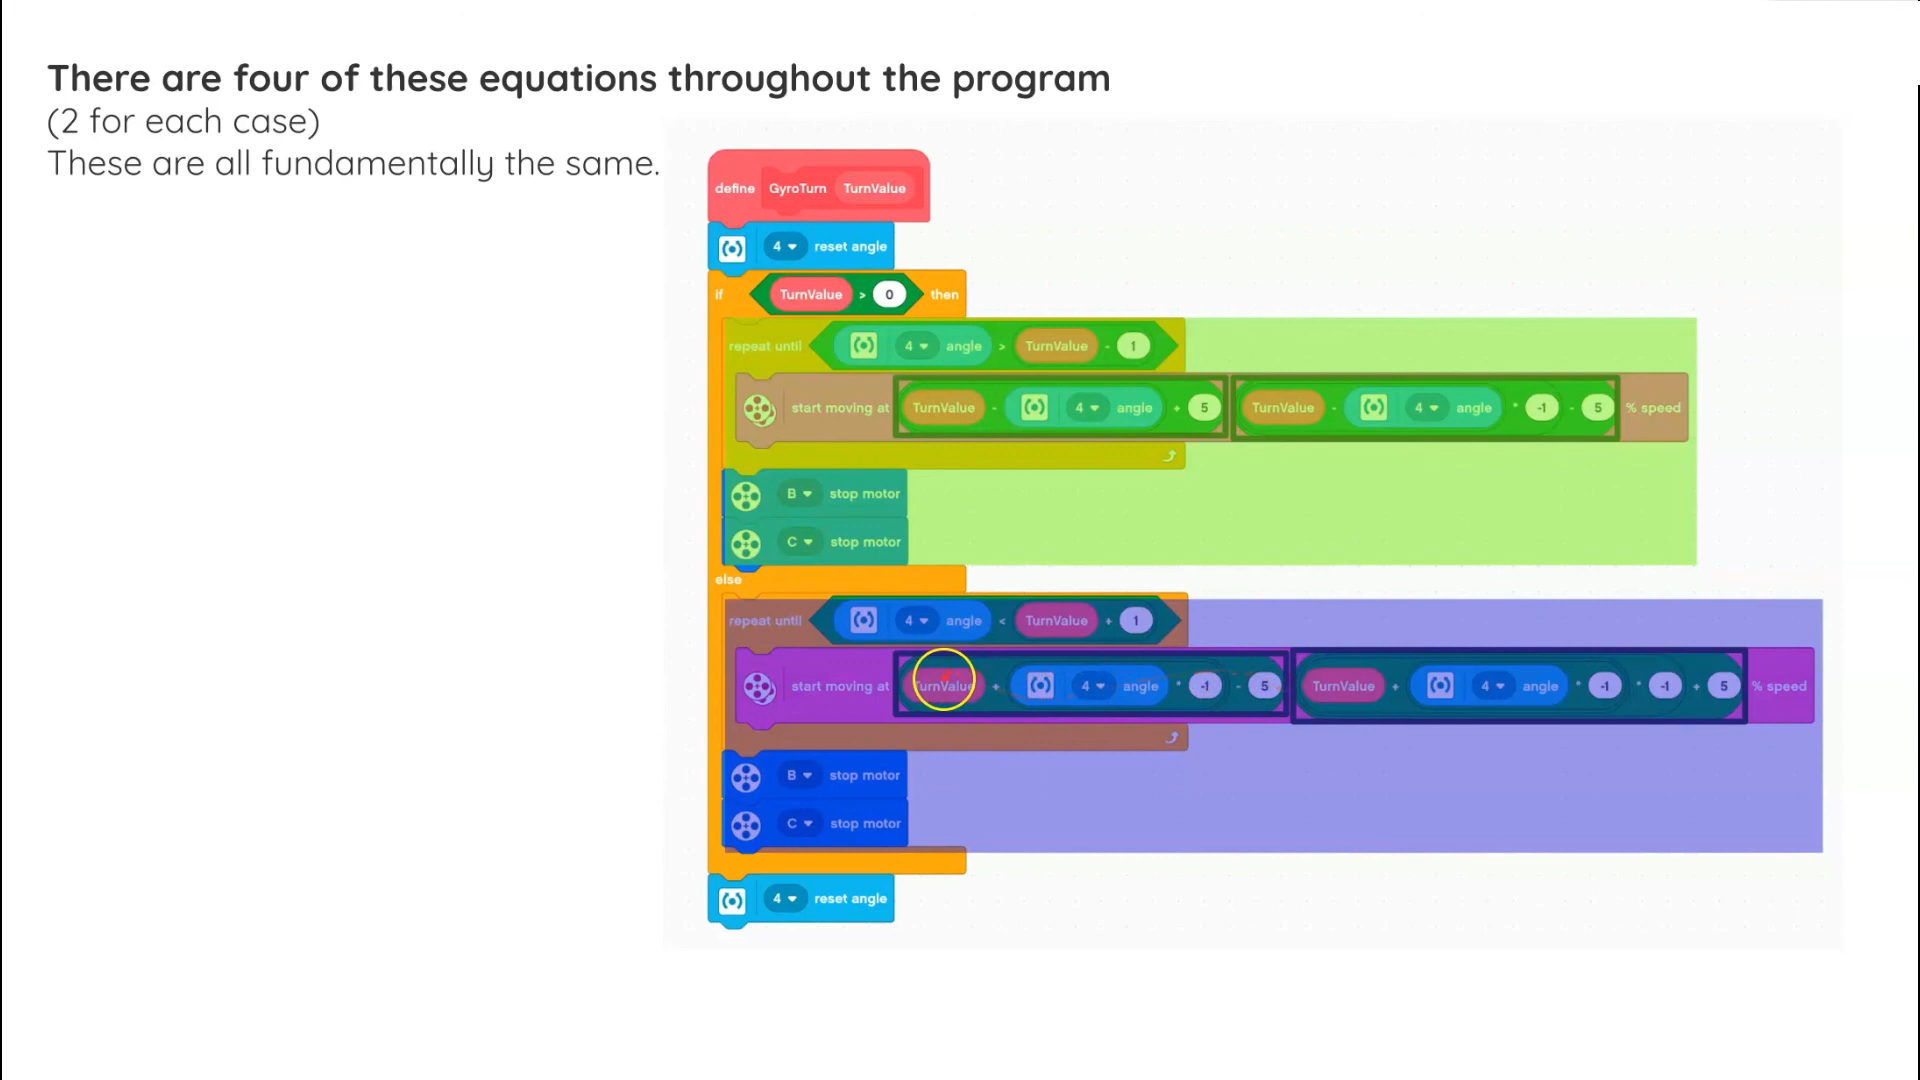 There are four of these equations throughout the program
(2 for each case)
These are all fundamentally the same.
define GyroTurn TurnValue
4 reset angle
if TurnValue > 0 then
repeat until 4 angle > TurnValue - 1
start moving at TurnValue - 4 angle + 5 TurnValue - 4 angle * -1 - 5 % speed
B stop motor
C stop motor
else
repeat until 4 angle < TurnValue + 1
start moving at TurnValue + 4 angle * -1 - 5 TurnValue + 4 angle * -1 * -1 + 5 % speed
B stop motor
C stop motor
4 reset angle